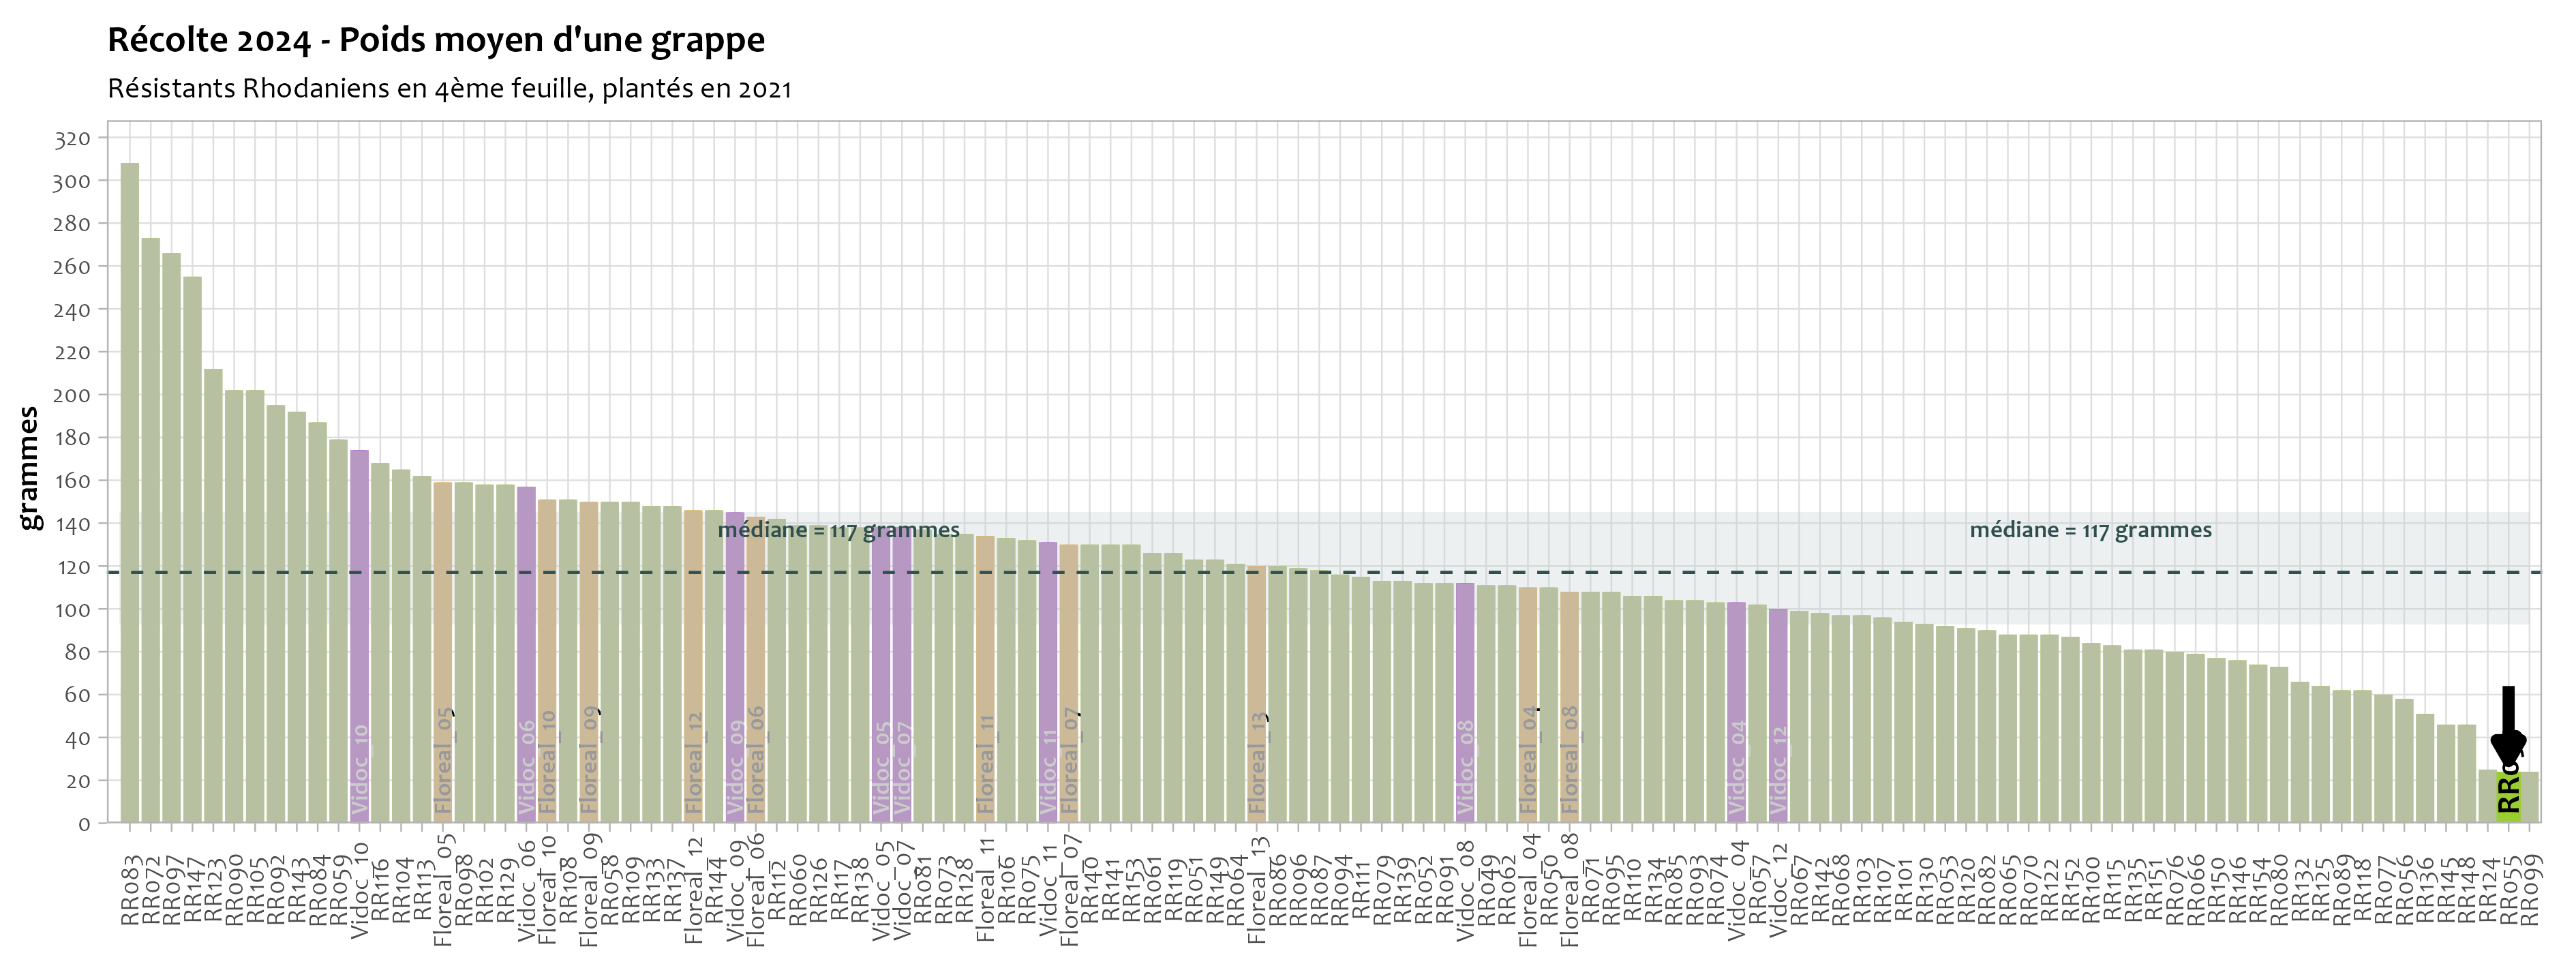 Récolte 2024 - Poids moyen d'une grappe
Résistants Rhodaniens en 4ème feuille, plantés en 2021
grammes
320
300
280
260
240
220
200
180
160
140
120
100
80
60
40
20
0
médiane = 117 grammes
médiane = 117 grammes
Vidoc_10
Floreal_05
Vidoc_06
Floreal_10
Floreal_09
Floreal_12
Vidoc_09
Floreal_06
Vidoc_05
Vidoc_07
Floreal_11
Vidoc_11
Floreal_07
Floreal_13
Vidoc_08
Floreal_04
Floreal_08
Vidoc_04
Vidoc_12
RR083
RR072
RR097
RR147
RR123
RR090
RR105
RR092
RR143
RR084
RR059
Vidoc_10
RR116
RR104
RR113
Floreal_05
RR098
RR102
RR129
Vidoc_06
Floreal_10
RR108
Floreal_09
RR058
RR109
RR133
RR137
Floreal_12
RR144
Vidoc_09
Floreal_06
RR112
RR060
RR126
RR117
RR138
Vidoc_05
Vidoc_07
RR081
RR073
RR128
Floreal_11
RR106
RR075
Vidoc_11
Floreal_07
RR140
RR141
RR153
RR061
RR119
RR051
RR149
RR064
Floreal_13
RR086
RR096
RR087
RR094
RR111
RR079
RR139
RR052
RR091
Vidoc_08
RR049
RR062
Floreal_04
RR050
Floreal_08
RR071
RR095
RR110
RR134
RR085
RR093
RR074
Vidoc_04
RR057
Vidoc_12
RR067
RR142
RR068
RR103
RR107
RR101
RR130
RR053
RR120
RR082
RR065
RR070
RR122
RR152
RR100
RR115
RR135
RR151
RR076
RR066
RR150
RR146
RR154
RR080
RR132
RR125
RR089
RR118
RR077
RR056
RR136
RR145
RR148
RR124
RR055
RR099